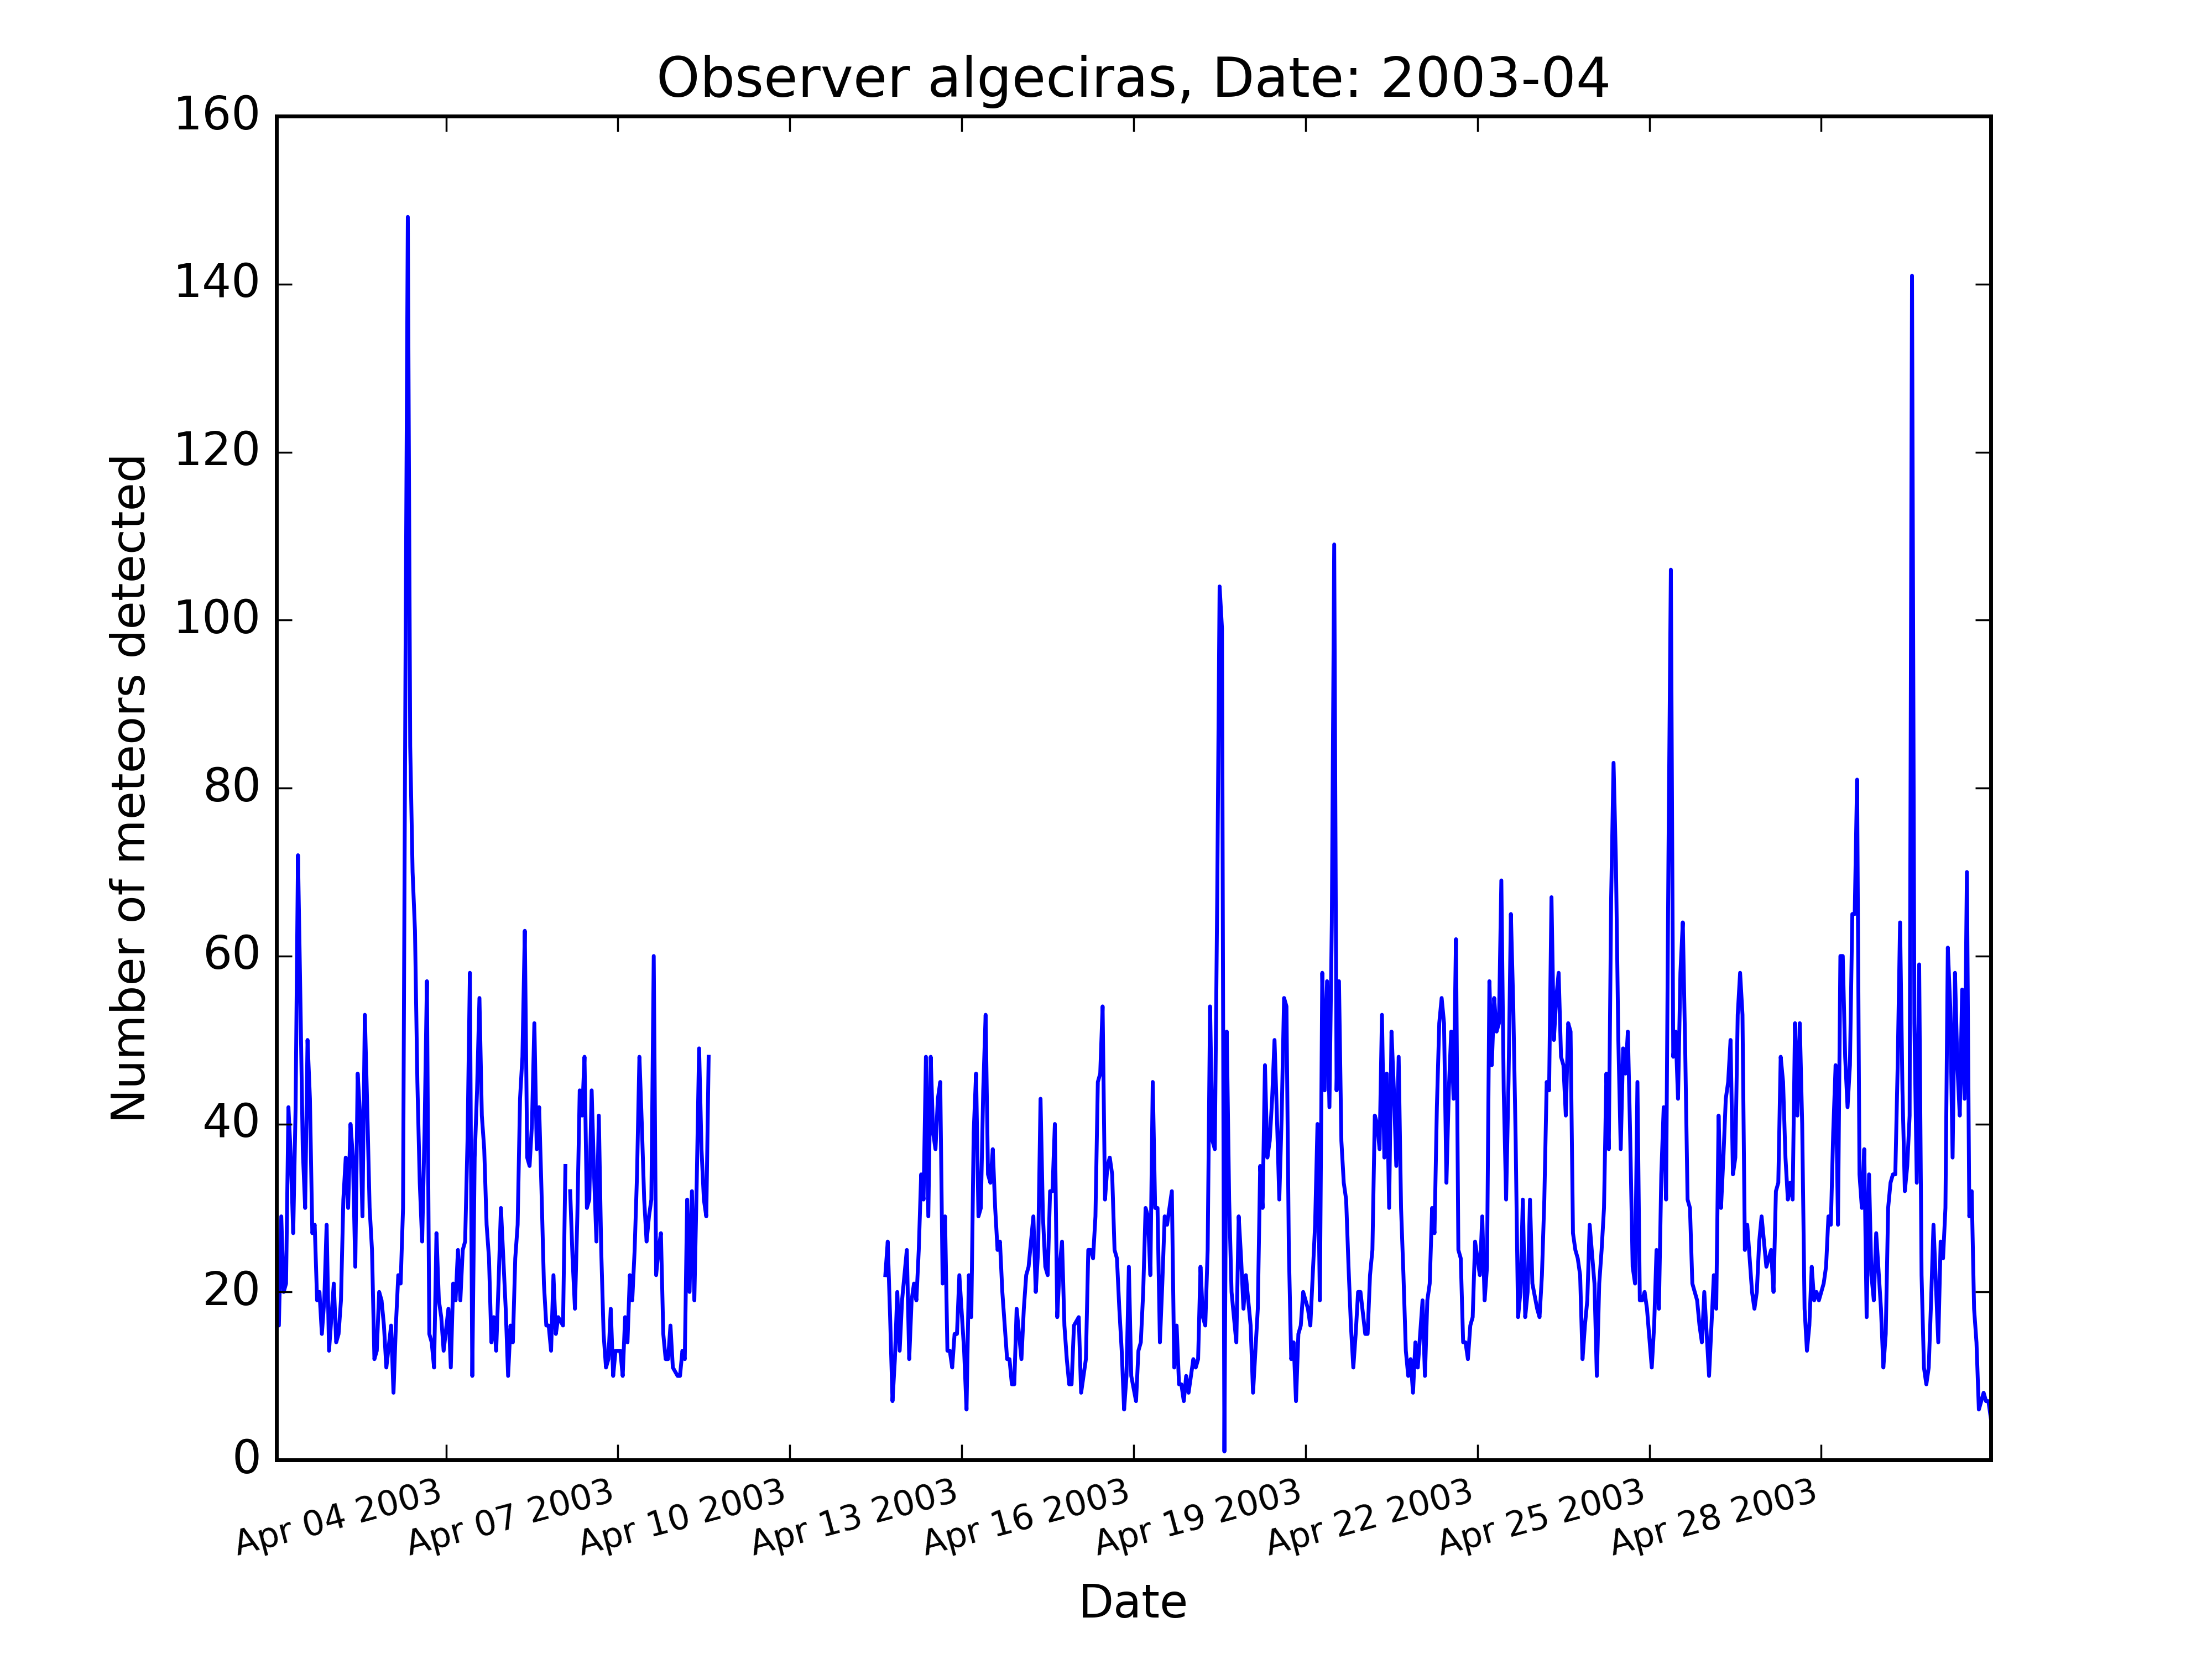 Observer algeciras, Date: 2003-04
160
140
120
100
80
60
40
20
0
Number of meteors detected
Apr 04 2003
Apr 07 2003
Apr 10 2003
Apr 13 2003
Apr 16 2003
Apr 19 2003
Apr 22 2003
Apr 25 2003
Apr 28 2003
Date